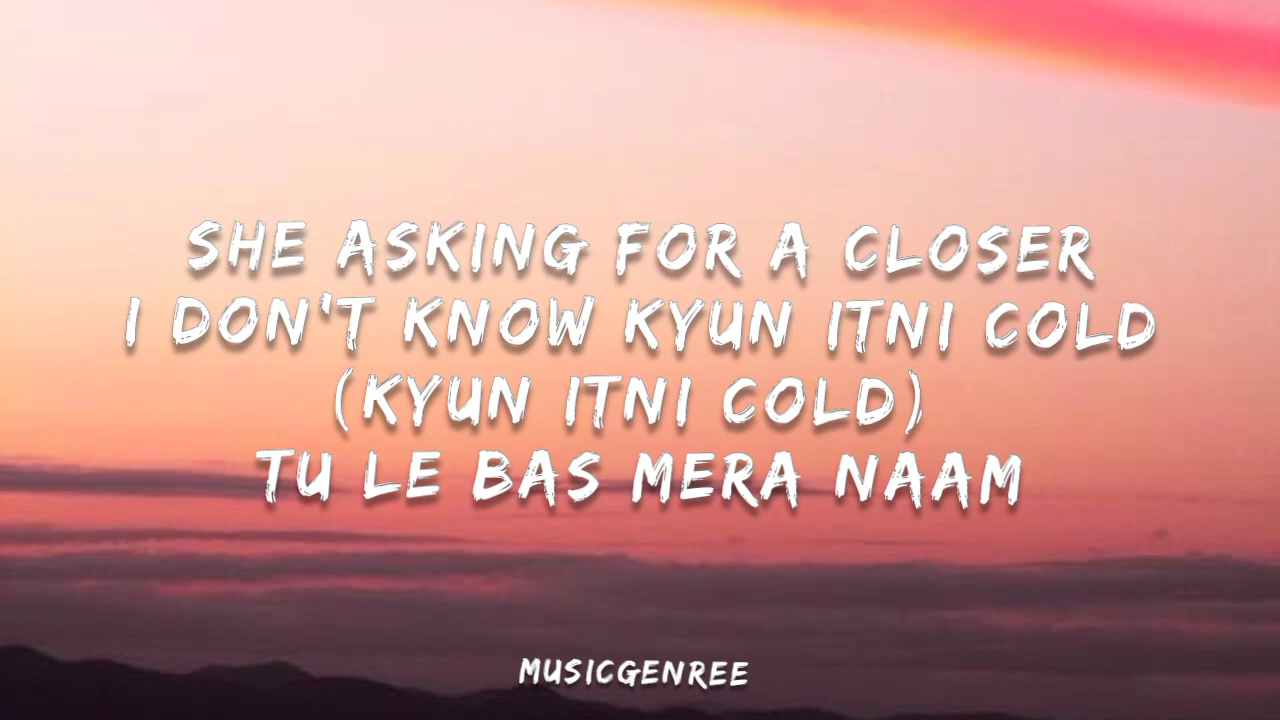 SHE ASKING FOR A CLOSER
I DON'T KNOW KYUN ITNI COLD
(KYUN ITNI COLD)
TU LE BAS MERA NAAM
MUSICGENREE